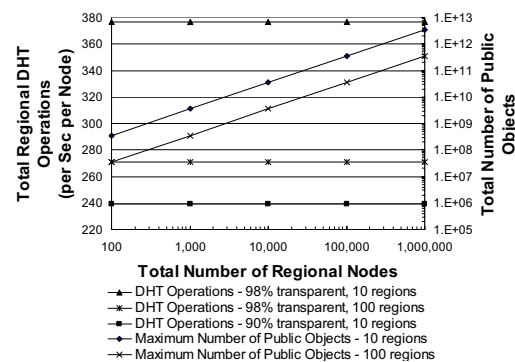 Total Regional DHT
Operations
(per Sec per Node)
380
360
340
320
300
280
260
240
220
1.E+13
1.E+12
1.E+11
1.E+10
1.E+09
1.E+08
1.E+07
1.E+06
1.E+05
Total Number of Public
Objects
100
1,000
10,000
100,000
1,000,000
Total Number of Regional Nodes
DHT Operations - 98% transparent, 10 regions
DHT Operations - 98% transparent, 100 regions
DHT Operations - 90% transparent, 10 regions
Maximum Number of Public Objects - 10 regions
Maximum Number of Public Objects - 100 regions